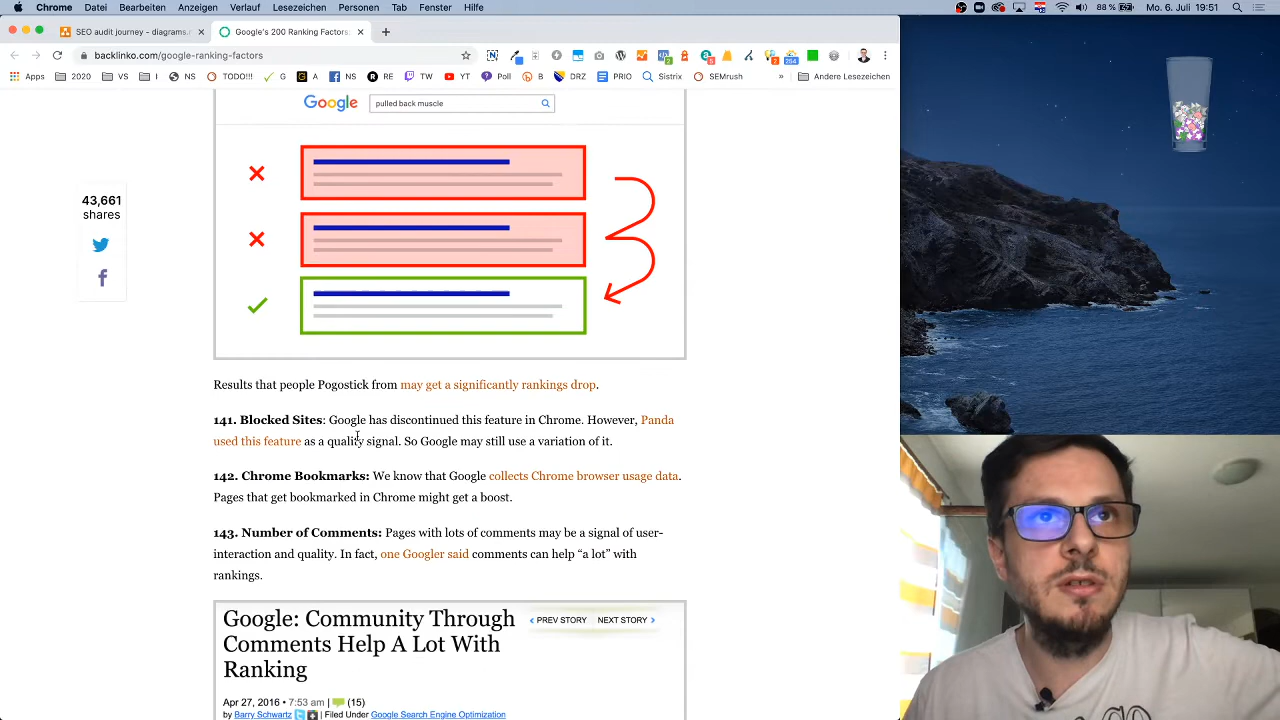 Chrome Datei Bearbeiten Anzeigen Verlauf Lesezeichen Personen Tab Fenster Hilfe
88 % Mo. 6. Juli 19:51
SEO audit journey - diagrams.n
Google's 200 Ranking Factors:
backlinko.com/google-ranking-factors
Apps 2020 VS I NS TODO!!! G A NS RE TW YT Poll B DRZ PRIO Sistrix SEMrush » Andere Lesezeichen
Google pulled back muscle
43,661
shares
Results that people Pogostick from may get a significantly rankings drop.
141. Blocked Sites: Google has discontinued this feature in Chrome. However, Panda
used this feature as a quality signal. So Google may still use a variation of it.
142. Chrome Bookmarks: We know that Google collects Chrome browser usage data.
Pages that get bookmarked in Chrome might get a boost.
143. Number of Comments: Pages with lots of comments may be a signal of user-
interaction and quality. In fact, one Googler said comments can help “a lot” with
rankings.
Google: Community Through
Comments Help A Lot With
Ranking
PREV STORY NEXT STORY
Apr 27, 2016 • 7:53 am | (15)
by Barry Schwartz | Filed Under Google Search Engine Optimization